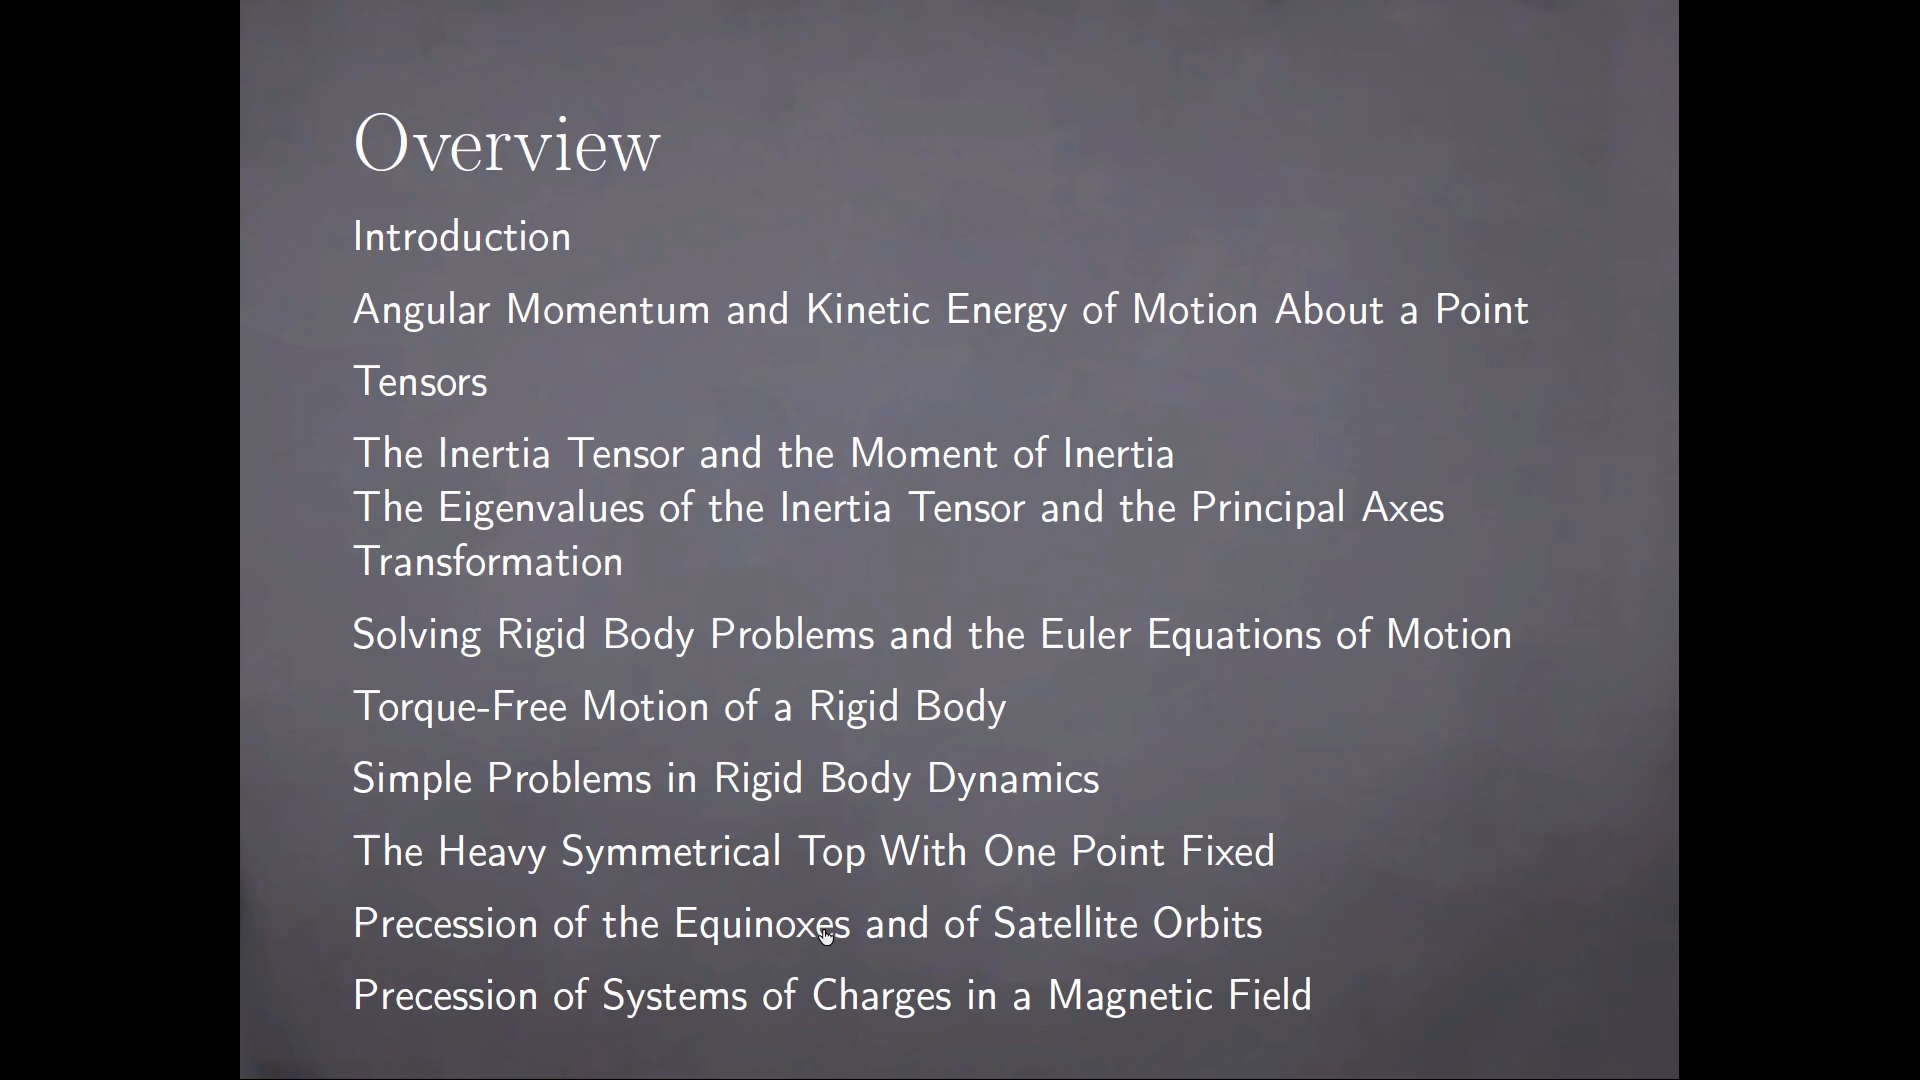 Overview
Introduction
Angular Momentum and Kinetic Energy of Motion About a Point
Tensors
The Inertia Tensor and the Moment of Inertia
The Eigenvalues of the Inertia Tensor and the Principal Axes
Transformation
Solving Rigid Body Problems and the Euler Equations of Motion
Torque-Free Motion of a Rigid Body
Simple Problems in Rigid Body Dynamics
The Heavy Symmetrical Top With One Point Fixed
Precession of the Equinoxes and of Satellite Orbits
Precession of Systems of Charges in a Magnetic Field